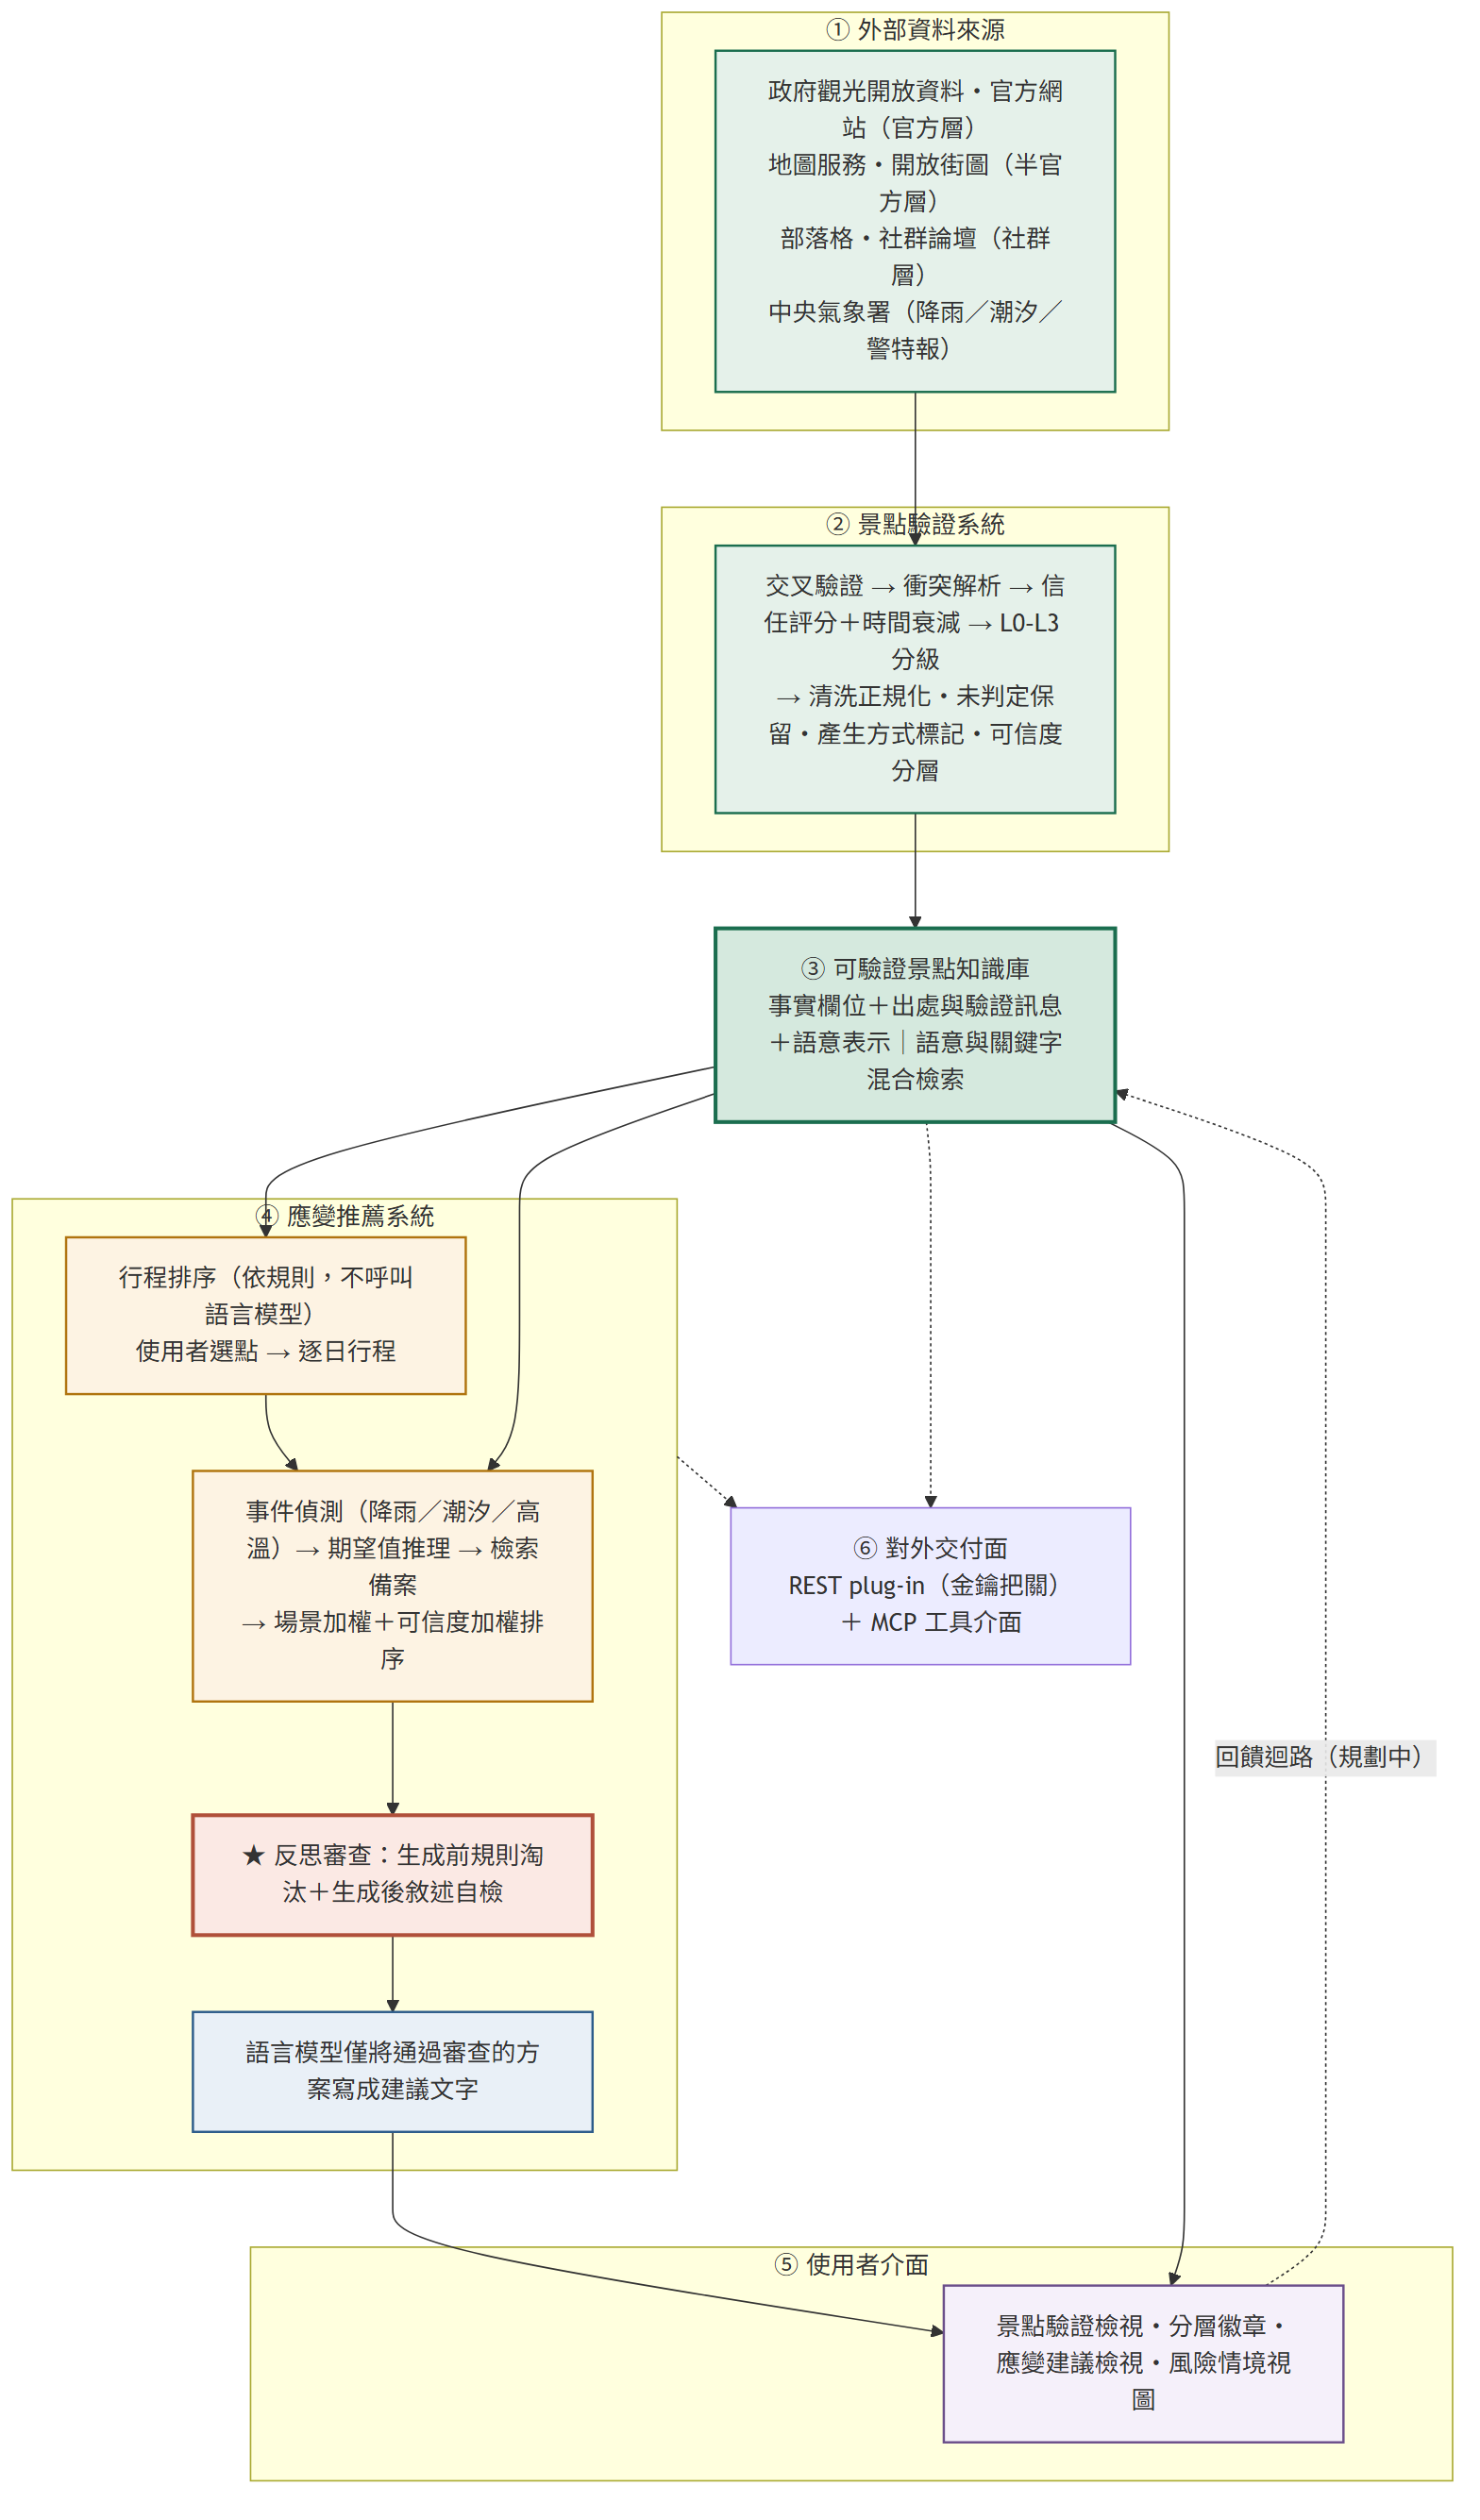 ① 外部資料來源
政府觀光開放資料・官方網
站（官方層）
地圖服務・開放街圖（半官
方層）
部落格・社群論壇（社群
層）
中央氣象署（降雨／潮汐／
警特報）
② 景點驗證系統
交叉驗證 → 衝突解析 → 信
任評分＋時間衰減 → L0-L3
分級
→ 清洗正規化・未判定保
留・產生方式標記・可信度
分層
③ 可驗證景點知識庫
事實欄位＋出處與驗證訊息
＋語意表示｜語意與關鍵字
混合檢索
④ 應變推薦系統
行程排序（依規則，不呼叫
語言模型）
使用者選點 → 逐日行程
事件偵測（降雨／潮汐／高
溫）→ 期望值推理 → 檢索
備案
→ 場景加權＋可信度加權排
序
⑥ 對外交付面
REST plug-in（金鑰把關）
＋ MCP 工具介面
回饋迴路（規劃中）
★ 反思審查：生成前規則淘
汰＋生成後敘述自檢
語言模型僅將通過審查的方
案寫成建議文字
⑤ 使用者介面
景點驗證檢視・分層徽章・
應變建議檢視・風險情境視
圖